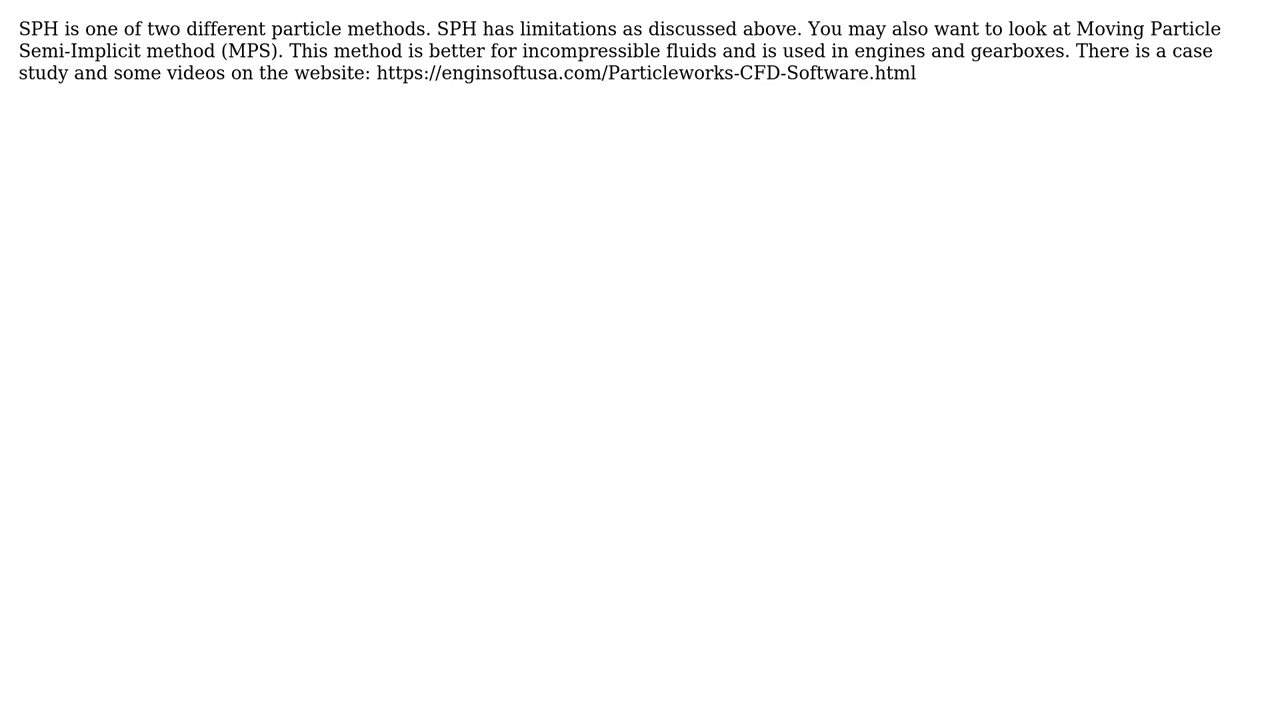 SPH is one of two different particle methods. SPH has limitations as discussed above. You may also want to look at Moving Particle
Semi-Implicit method (MPS). This method is better for incompressible fluids and is used in engines and gearboxes. There is a case
study and some videos on the website: https://enginsoftusa.com/Particleworks-CFD-Software.html